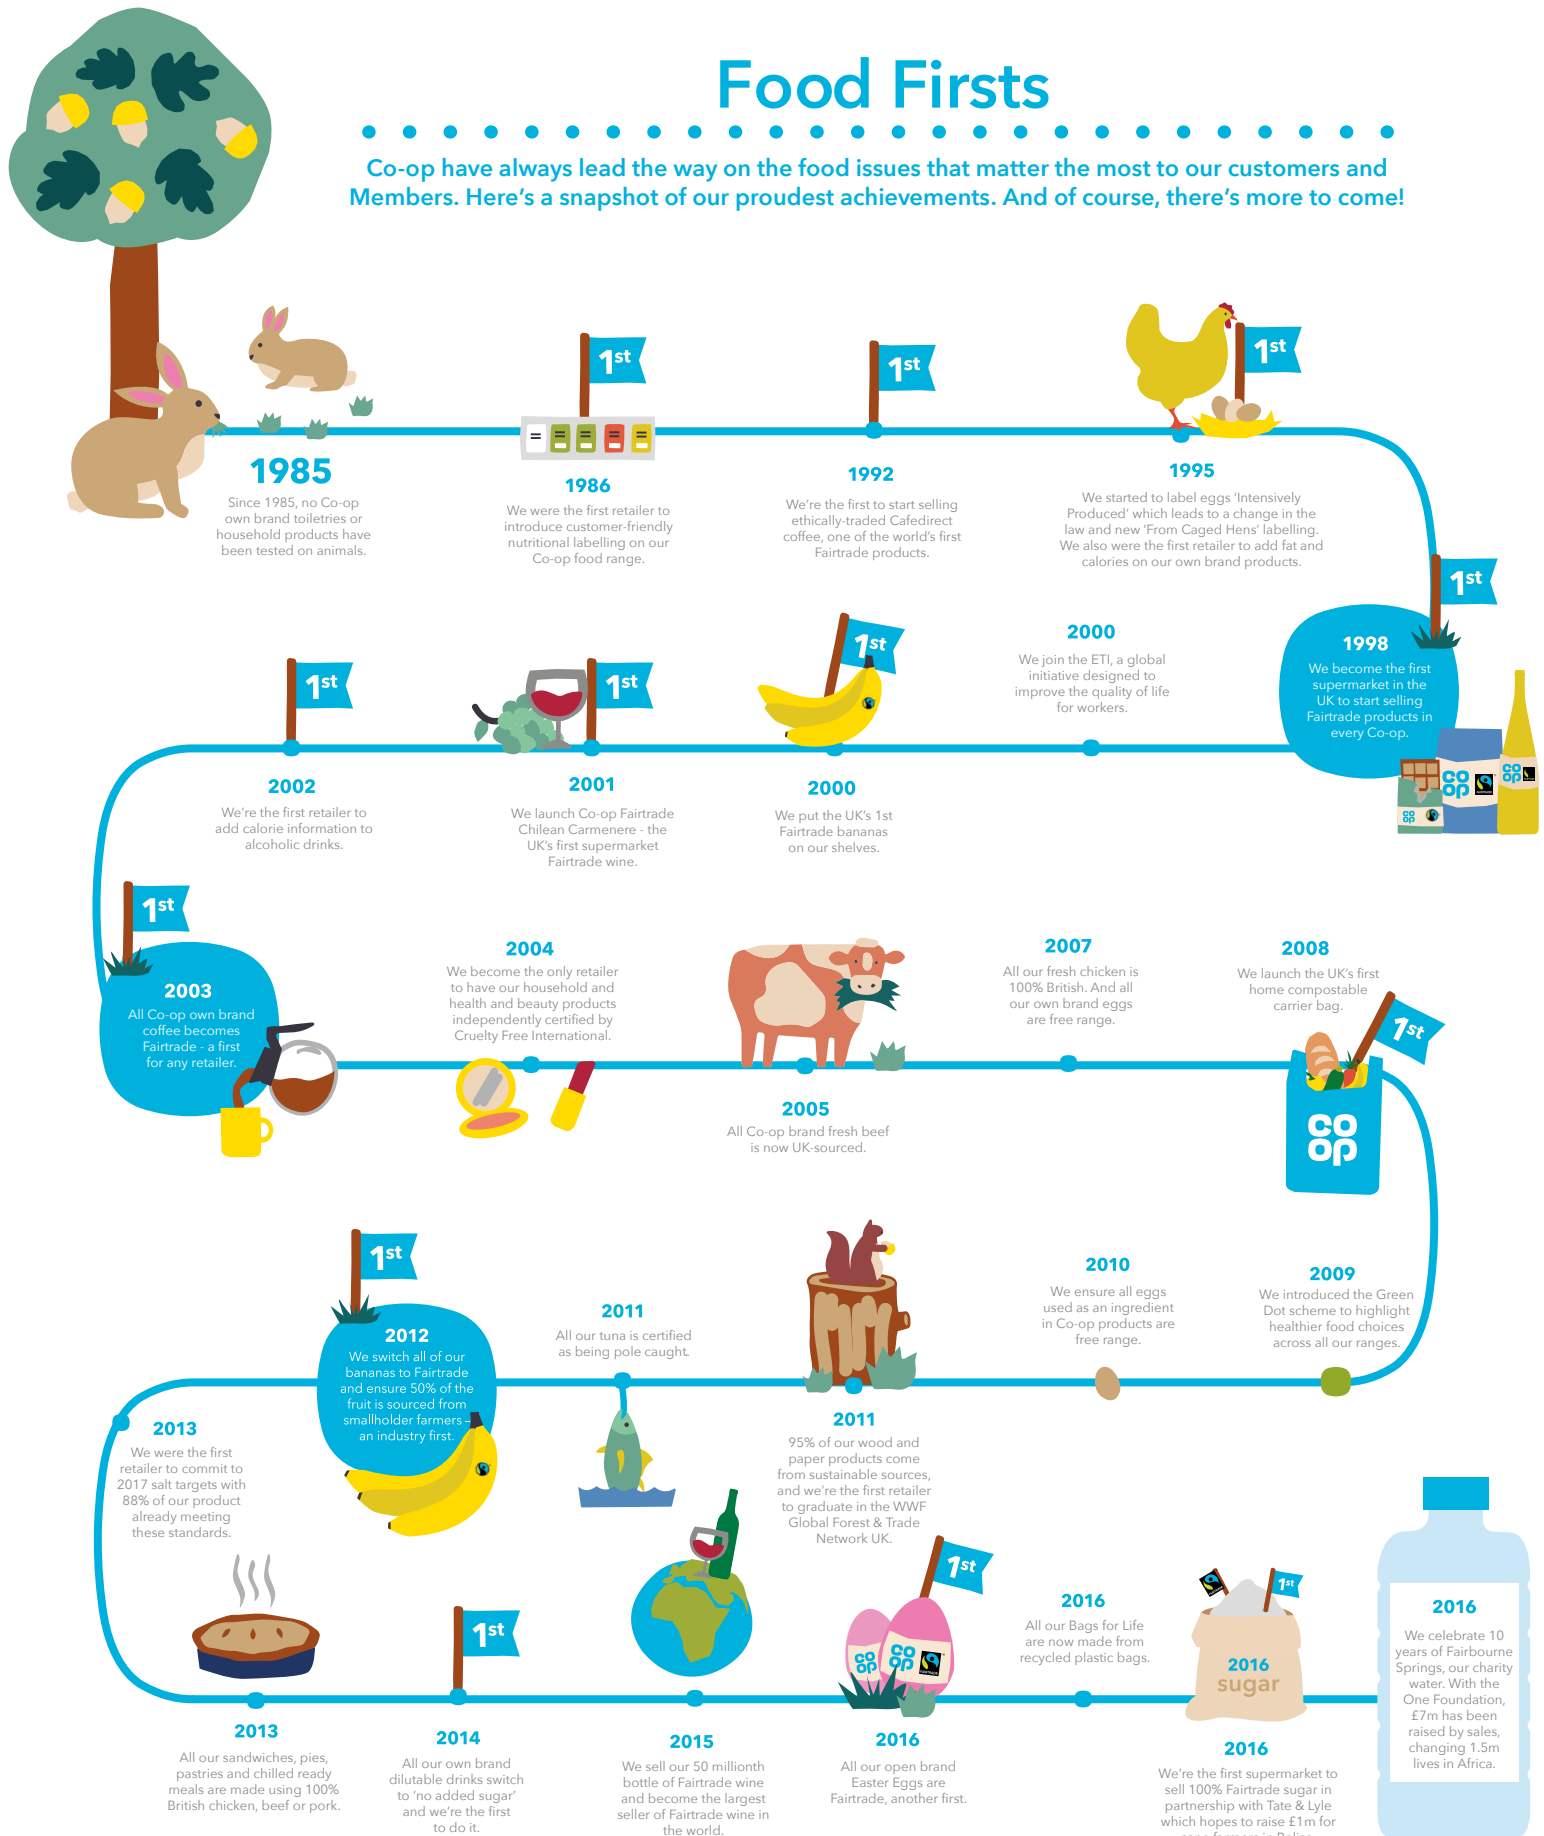 Food Firsts
Co-op have always lead the way on the food issues that matter the most to our customers and
Members. Here's a snapshot of our proudest achievements. And of course, there's more to come!
1985
Since 1985, no Co-op
own brand toiletries or
household products have
been tested on animals.
1st
1986
We were the first retailer to
introduce customer-friendly
nutritional labelling on our
Co-op food range.
1st
1992
We're the first to start selling
ethically-traded Cafedirect
coffee, one of the world's first
Fairtrade products.
1st
1995
We started to label eggs 'Intensively
Produced' which leads to a change in the
law and new 'From Caged Hens' labelling.
We also were the first retailer to add fat and
calories on our own brand products.
1st
1998
We become the first
supermarket in the
UK to start selling
Fairtrade products in
every Co-op.
CO
OP
CO
OP
CO
OP
2000
We join the ETI, a global
initiative designed to
improve the quality of life
for workers.
1st
2000
We put the UK's 1st
Fairtrade bananas
on our shelves.
1st
2001
We launch Co-op Fairtrade
Chilean Carmenere - the
UK's first supermarket
Fairtrade wine.
1st
2002
We're the first retailer to
add calorie information to
alcoholic drinks.
1st
2003
All Co-op own brand
coffee becomes
Fairtrade - a first
for any retailer.
2004
We become the only retailer
to have our household and
health and beauty products
independently certified by
Cruelty Free International.
2005
All Co-op brand fresh beef
is now UK-sourced.
2007
All our fresh chicken is
100% British. And all
our own brand eggs
are free range.
2008
We launch the UK's first
home compostable
carrier bag.
1st
CO
OP
2009
We introduced the Green
Dot scheme to highlight
healthier food choices
across all our ranges.
2010
We ensure all eggs
used as an ingredient
in Co-op products are
free range.
2011
95% of our wood and
paper products come
from sustainable sources,
and we're the first retailer
to graduate in the WWF
Global Forest & Trade
Network UK.
2011
All our tuna is certified
as being pole caught.
1st
2012
We switch all of our
bananas to Fairtrade
and ensure 50% of the
fruit is sourced from
smallholder farmers –
an industry first.
2013
We were the first
retailer to commit to
2017 salt targets with
88% of our product
already meeting
these standards.
2013
All our sandwiches, pies,
pastries and chilled ready
meals are made using 100%
British chicken, beef or pork.
1st
2014
All our own brand
dilutable drinks switch
to 'no added sugar'
and we're the first
to do it.
2015
We sell our 50 millionth
bottle of Fairtrade wine
and become the largest
seller of Fairtrade wine in
the world.
1st
CO
OP
CO
OP
FAIRTRADE
2016
All our open brand
Easter Eggs are
Fairtrade, another first.
2016
All our Bags for Life
are now made from
recycled plastic bags.
1st
2016
sugar
2016
We're the first supermarket to
sell 100% Fairtrade sugar in
partnership with Tate & Lyle
which hopes to raise £1m for
2016
We celebrate 10
years of Fairbourne
Springs, our charity
water. With the
One Foundation,
£7m has been
raised by sales,
changing 1.5m
lives in Africa.